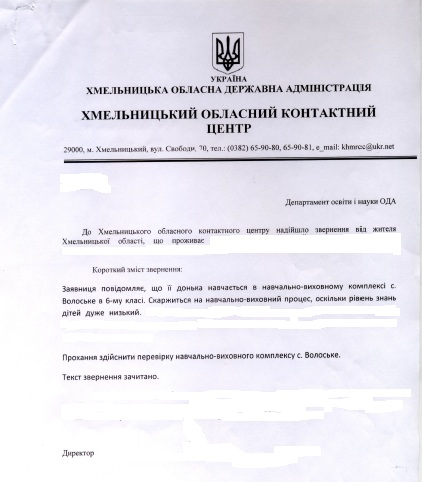 УКРАЇНА
ХМЕЛЬНИЦЬКА ОБЛАСНА ДЕРЖАВНА АДМІНІСТРАЦІЯ
ХМЕЛЬНИЦЬКИЙ ОБЛАСНИЙ КОНТАКТНИЙ
ЦЕНТР
29000, м. Хмельницький, вул. Свободи, 70, тел.: (0382) 65-90-80, 65-90-81, e_mail: khmrcc@ukr.net
Департамент освіти і науки ОДА
До Хмельницького обласного контактного центру надійшло звернення від жителя
Хмельницької області, що проживає
Короткий зміст звернення:
Заявниця повідомляє, що її донька навчається в навчально-виховному комплексі с.
Волоське в 6-му класі. Скаржиться на навчально-виховний процес, оскільки рівень знань
дітей дуже низький.
Прохання здійснити перевірку навчально-виховного комплексу с. Волоське.
Текст звернення зачитано.
Директор